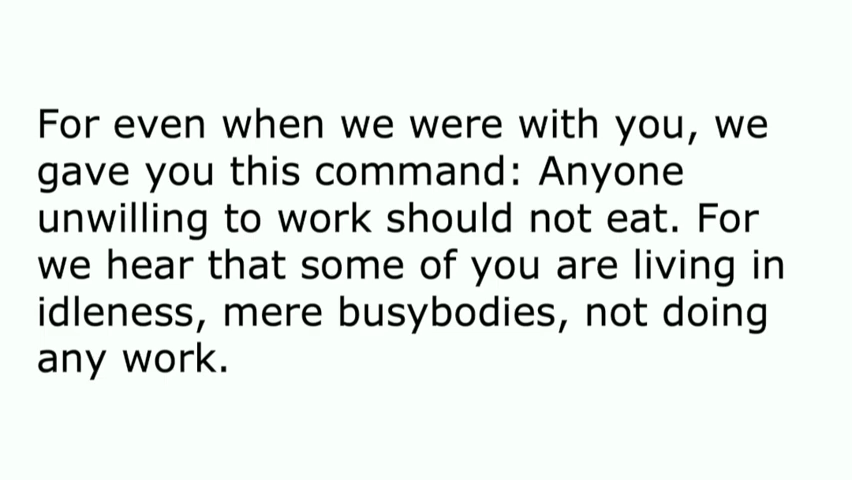 For even when we were with you, we
gave you this command: Anyone
unwilling to work should not eat. For
we hear that some of you are living in
idleness, mere busybodies, not doing
any work.